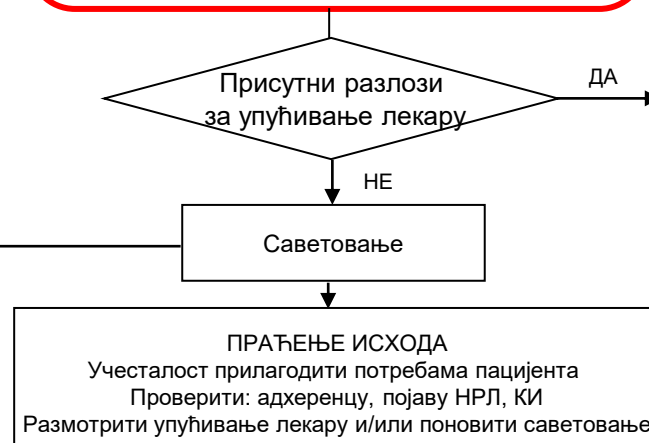 Присутни разлози
за упућивање лекару
ДА
НЕ
Саветовање
ПРАЋЕЊЕ ИСХОДА
Учесталост прилагодити потребама пацијента
Проверити: адхеренцу, појаву НРЛ, КИ
Размотрити упућивање лекару и/или поновити саветовање